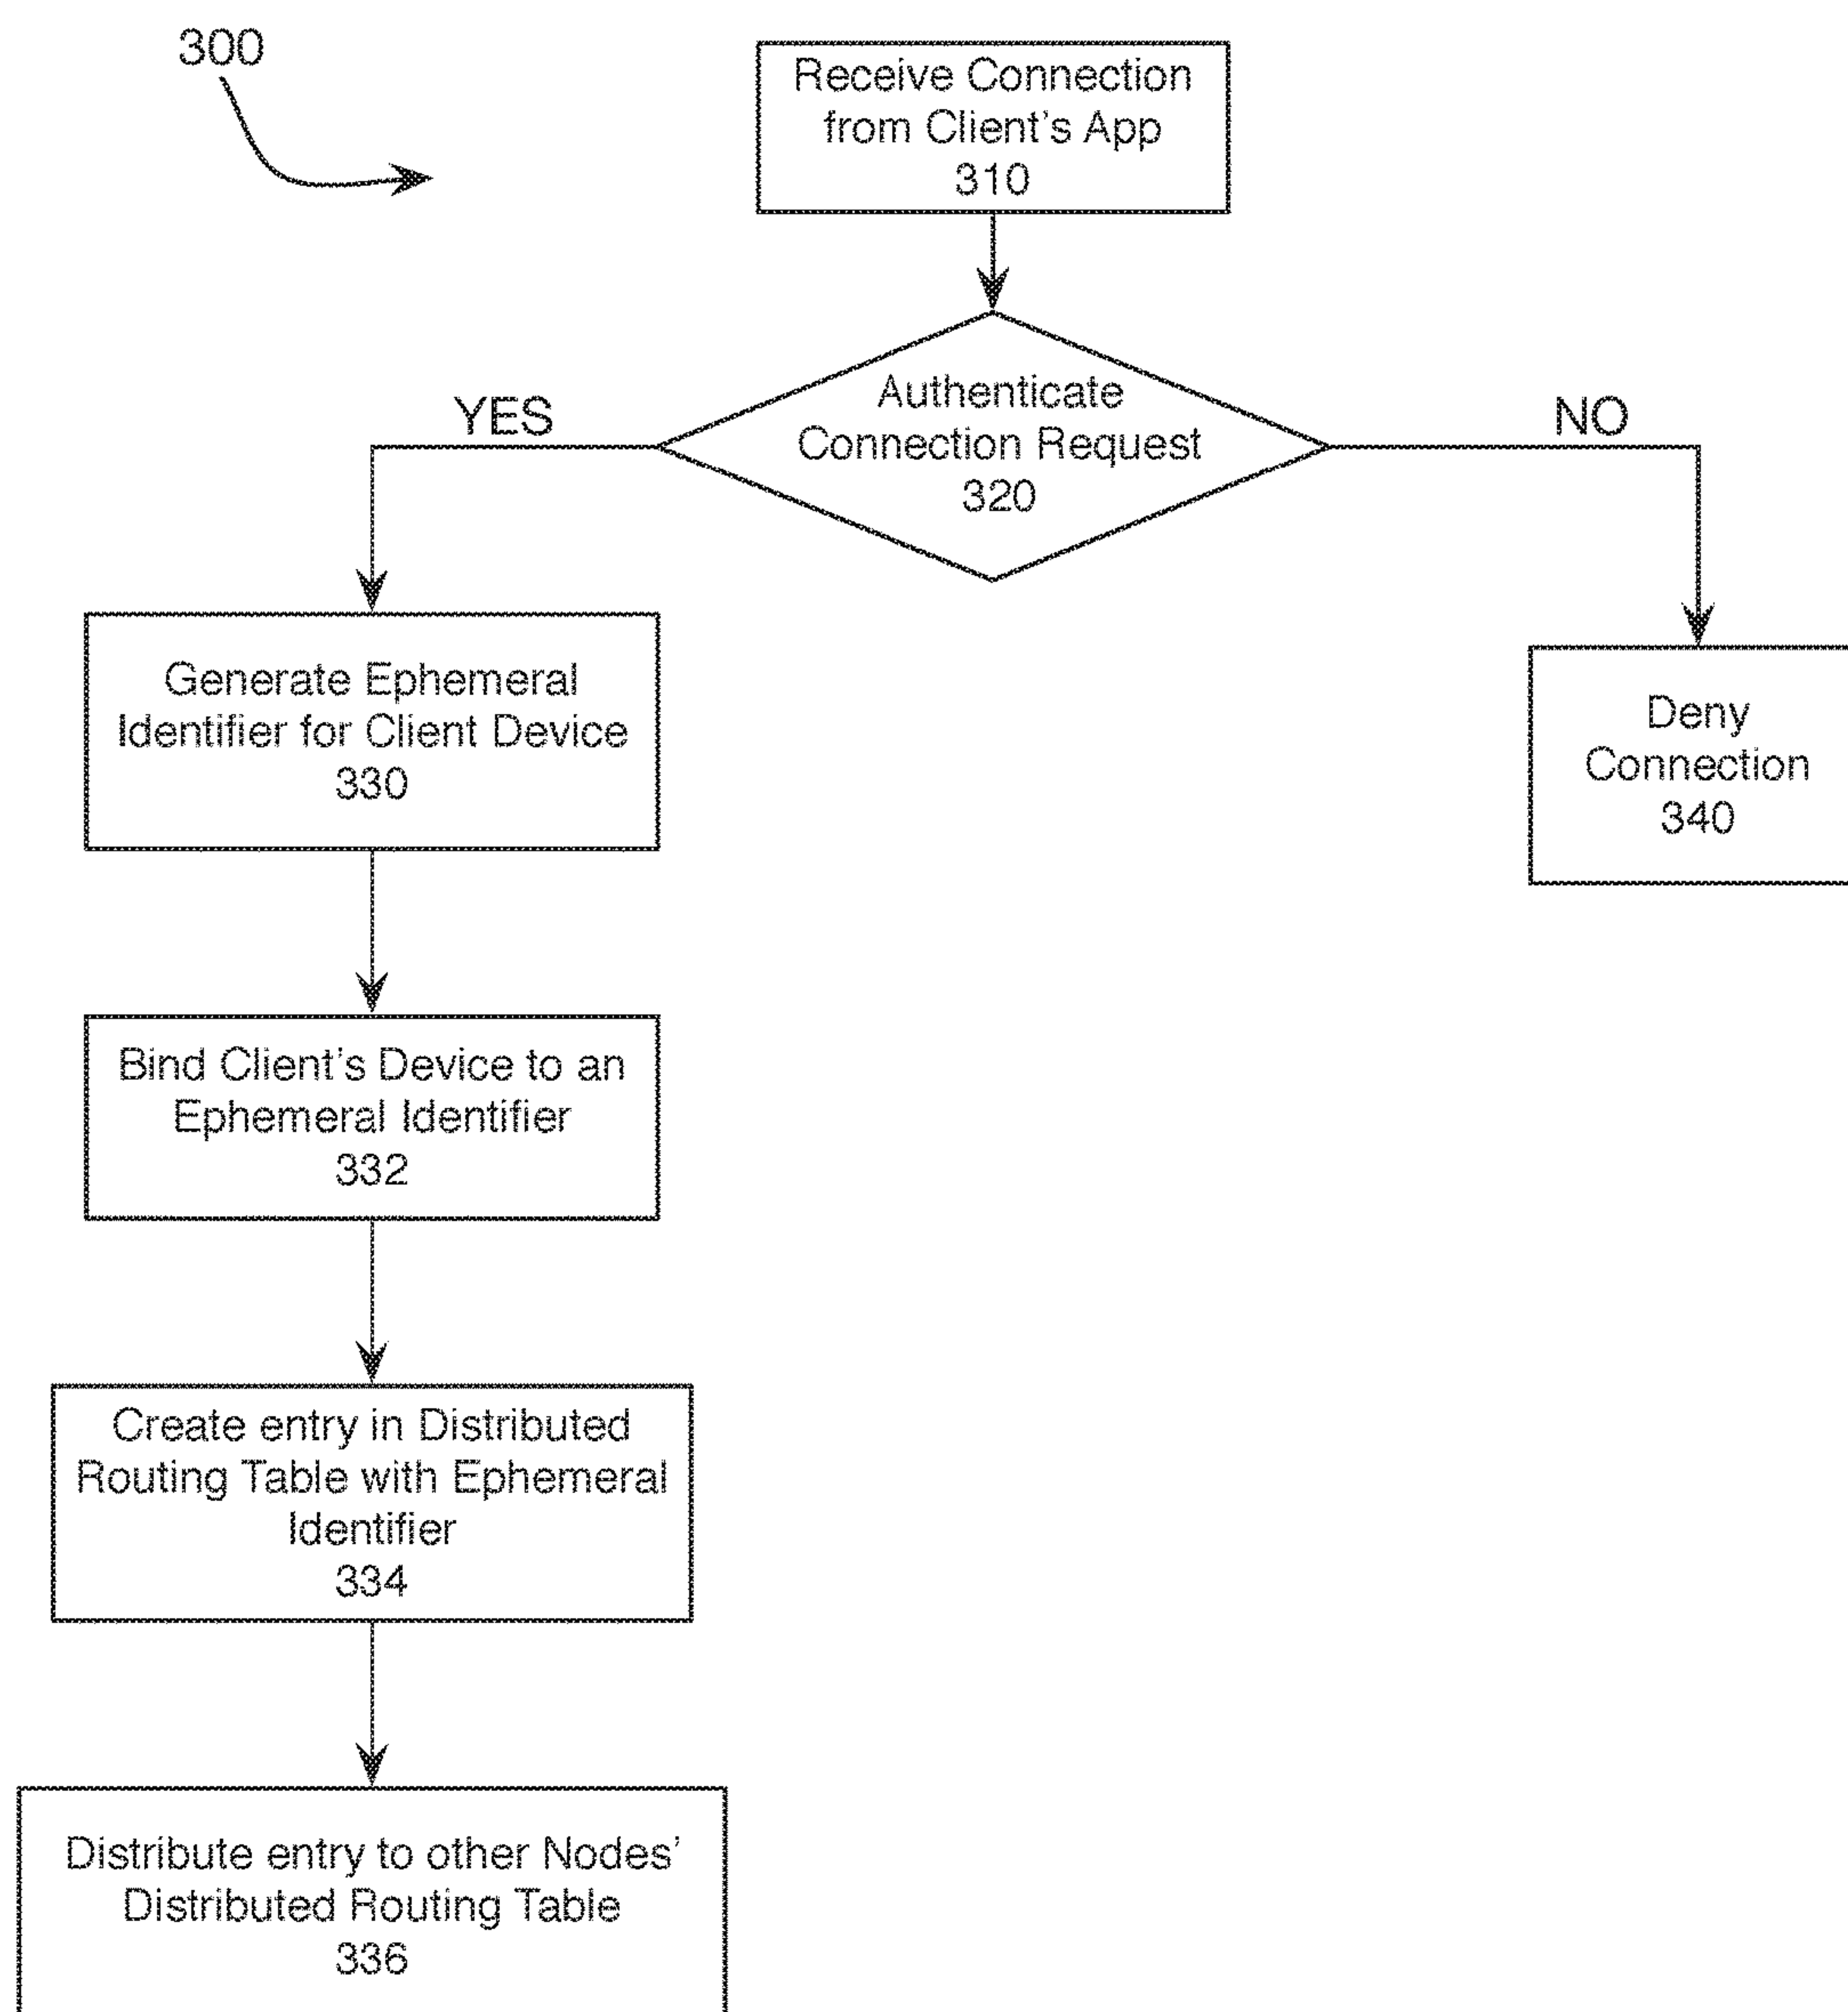 300
Receive Connection
from Client's App
310
Authenticate
Connection Request
320
YES
NO
Generate Ephemeral
Identifier for Client Device
330
Deny
Connection
340
Bind Client's Device to an
Ephemeral Identifier
332
Create entry in Distributed
Routing Table with Ephemeral
Identifier
334
Distribute entry to other Nodes'
Distributed Routing Table
336